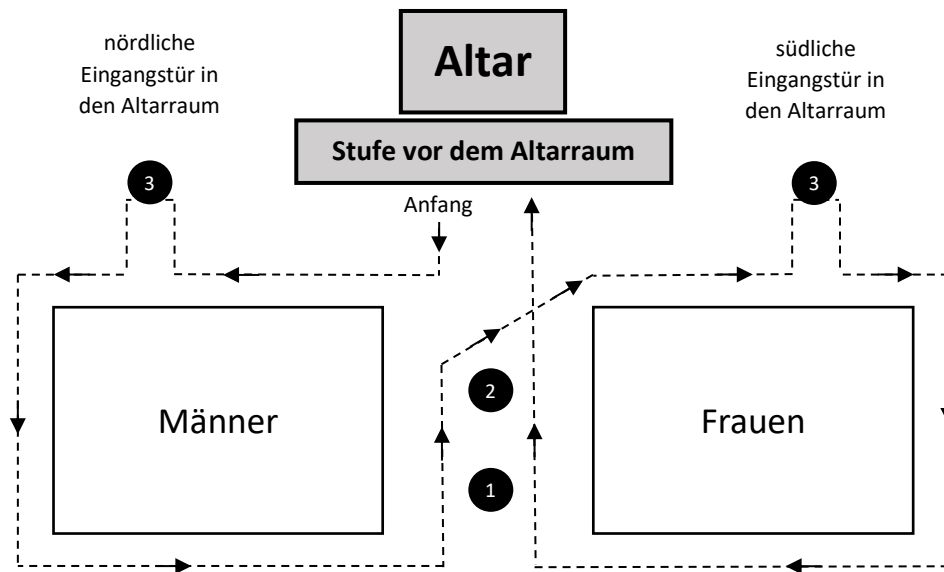 nördliche
Eingangstür in
den Altarraum
Altar
südliche
Eingangstür in
den Altarraum
Stufe vor dem Altarraum
3
3
Anfang
2
Männer
Frauen
1